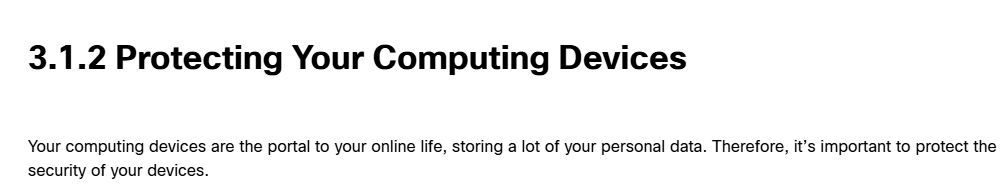 3.1.2 Protecting Your Computing Devices
Your computing devices are the portal to your online life, storing a lot of your personal data. Therefore, it’s important to protect the
security of your devices.